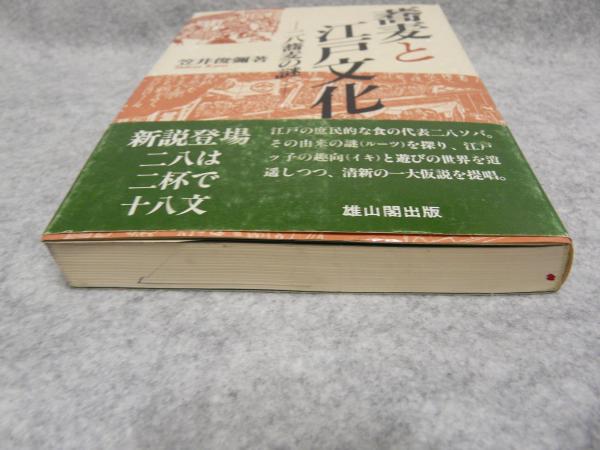 蕎麦と
江戸文化
―二八蕎麦の謎―
笠井俊彌著
新説登場
二八は
二杯で
十八文
江戸の庶民的な食の代表二八ソバ。
その由来の謎(ルーツ)を探り、江戸
ッ子の趣向(イキ)と遊びの世界を逍
遥しつつ、清新の一大仮説を提唱。
雄山閣出版